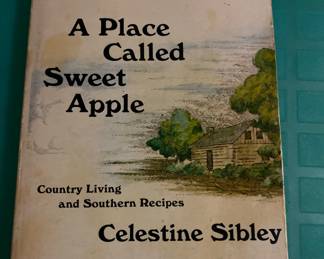 A Place
Called
Sweet
Apple
Country Living
and Southern Recipes
Celestine Sibley